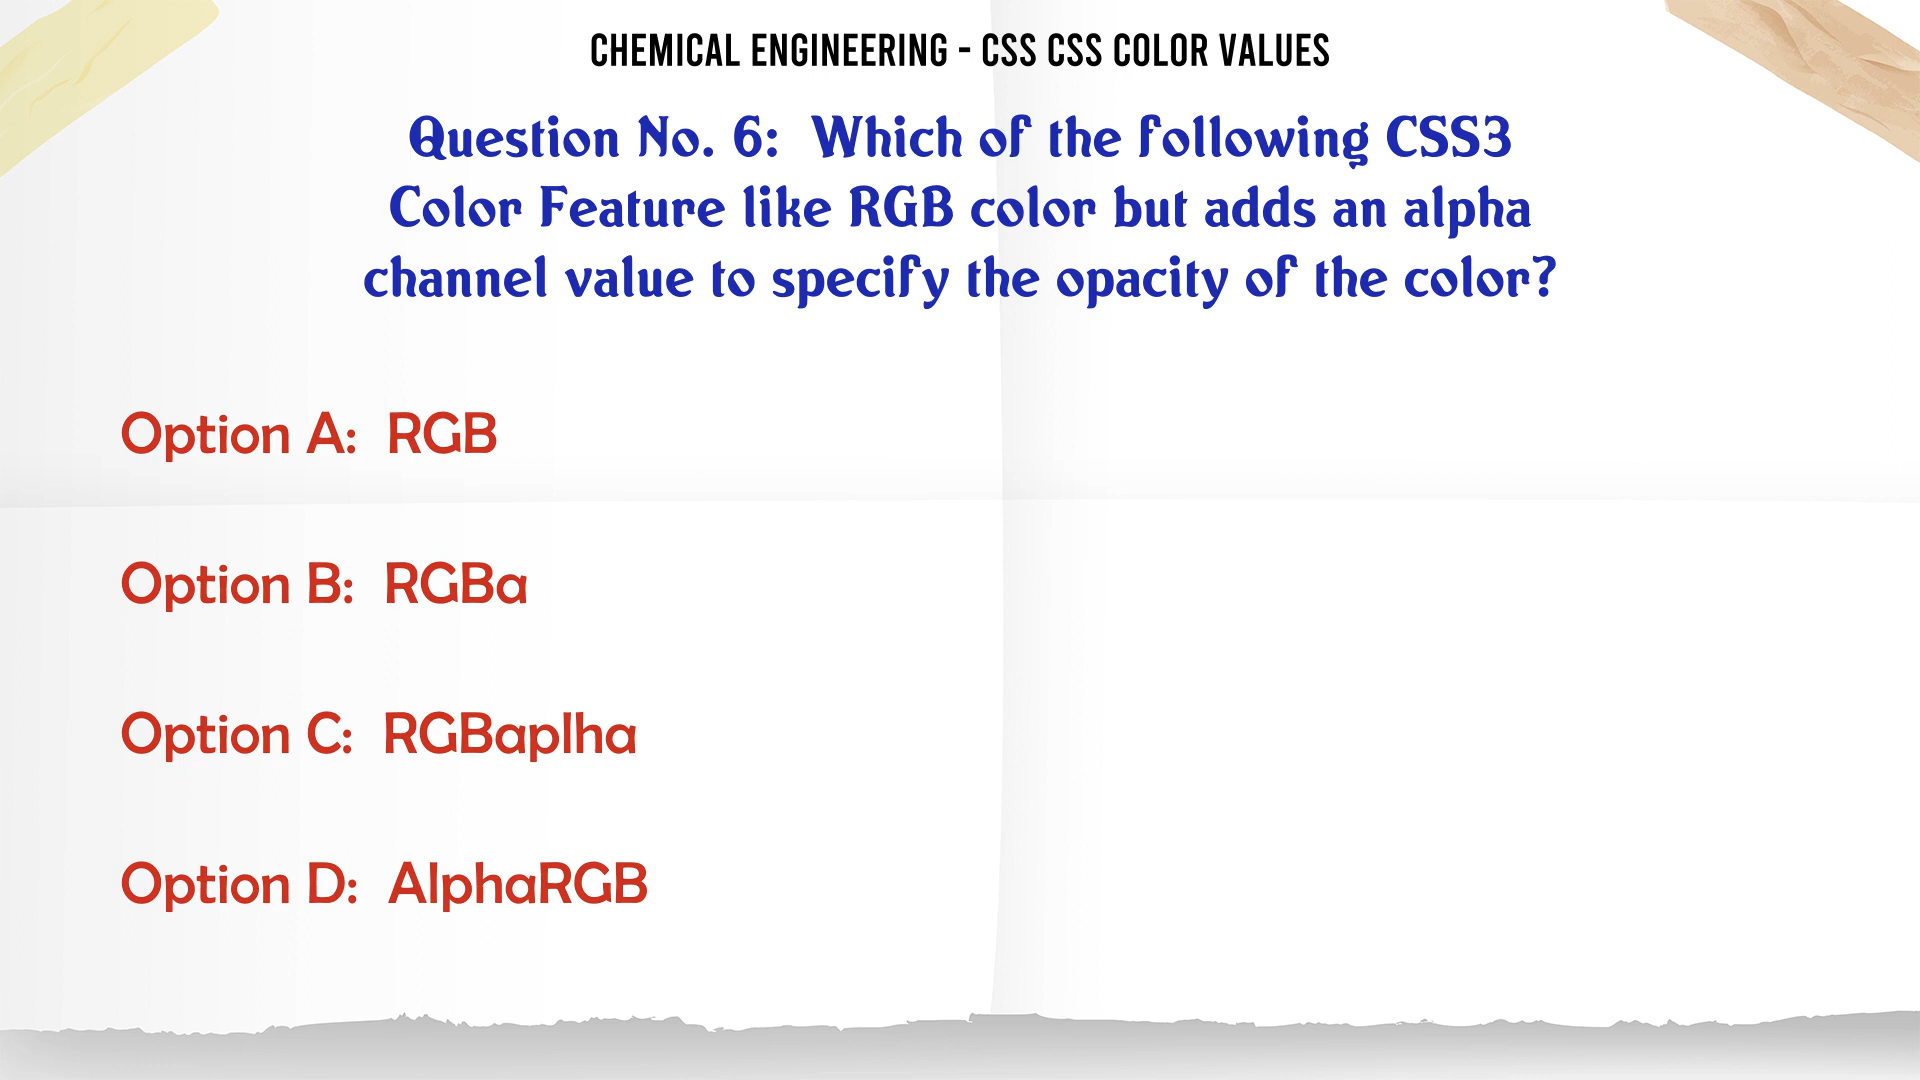 CHEMICAL ENGINEERING - CSS CSS COLOR VALUES
Question No. 6: Which of the following CSS3
Color Feature like RGB color but adds an alpha
channel value to specify the opacity of the color?
Option A: RGB
Option B: RGBa
Option C: RGBaplha
Option D: AlphaRGB